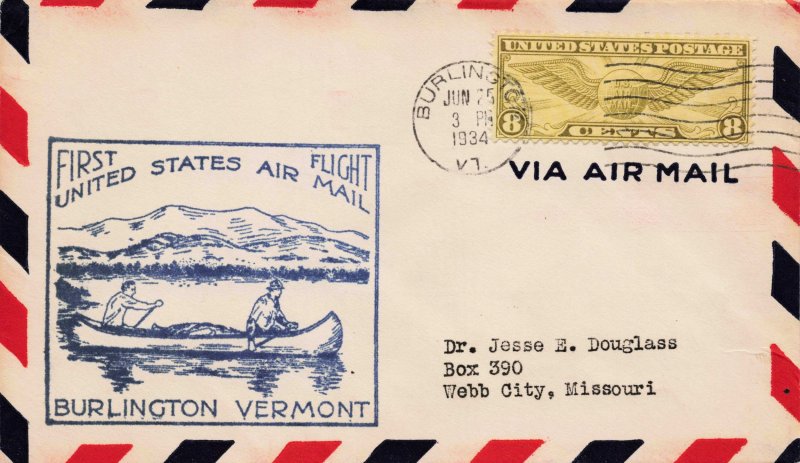 UNITED STATES POSTAGE
8 CENTS 8
BURLINGTO
JUN 25
3 PM
1934
VT.
VIA AIR MAIL
FIRST FLIGHT
UNITED STATES AIR MAIL
BURLINGTON VERMONT
Dr. Jesse E. Douglass
Box 390
Webb City, Missouri